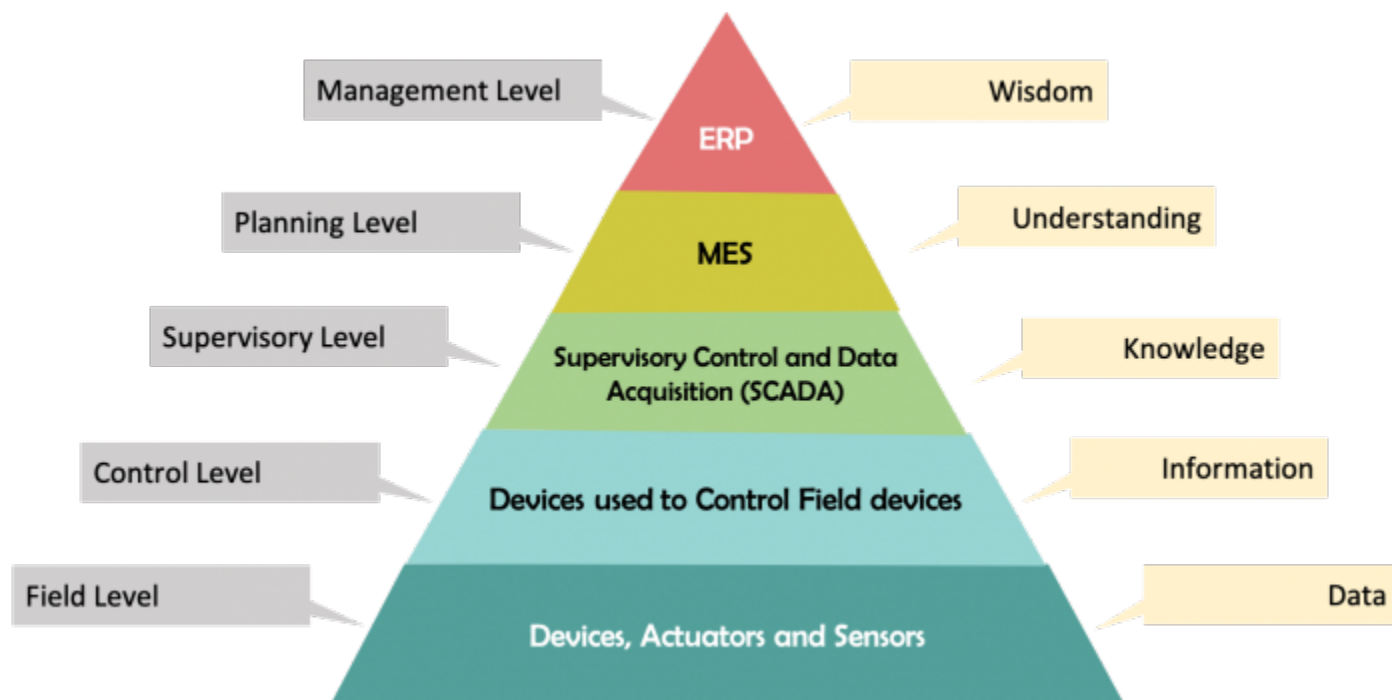 Management Level
ERP
Wisdom
Planning Level
MES
Understanding
Supervisory Level
Supervisory Control and Data
Acquisition (SCADA)
Knowledge
Control Level
Devices used to Control Field devices
Information
Field Level
Devices, Actuators and Sensors
Data